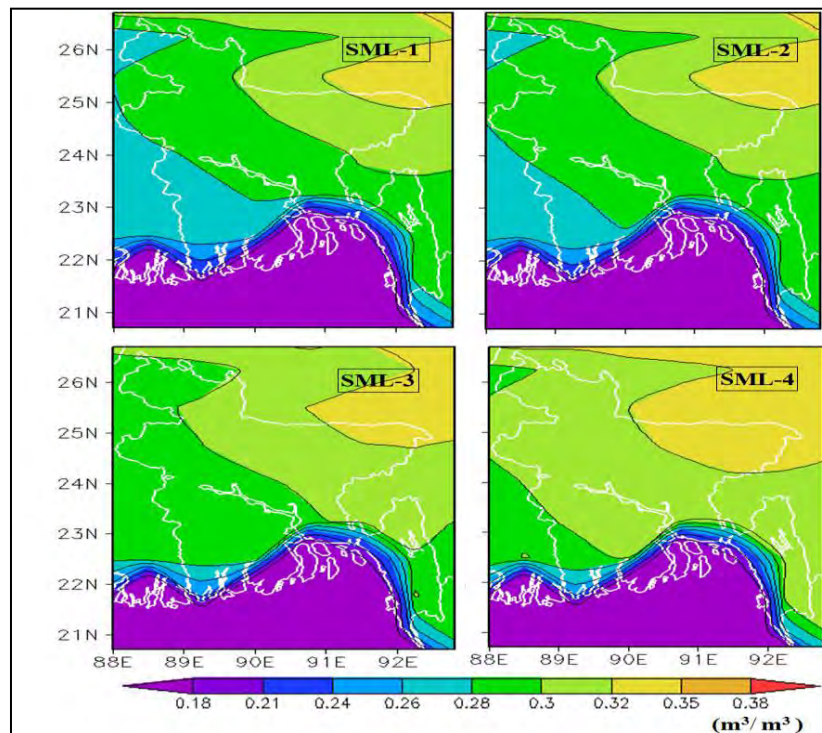 26N
25N
24N
23N
22N
21N
SML-1
SML-2
26N
25N
24N
23N
22N
21N
SML-3
SML-4
88E 89E 90E 91E 92E 88E 89E 90E 91E 92E
0.18 0.21 0.24 0.26 0.28 0.3 0.32 0.35 0.38
(m³/m³)